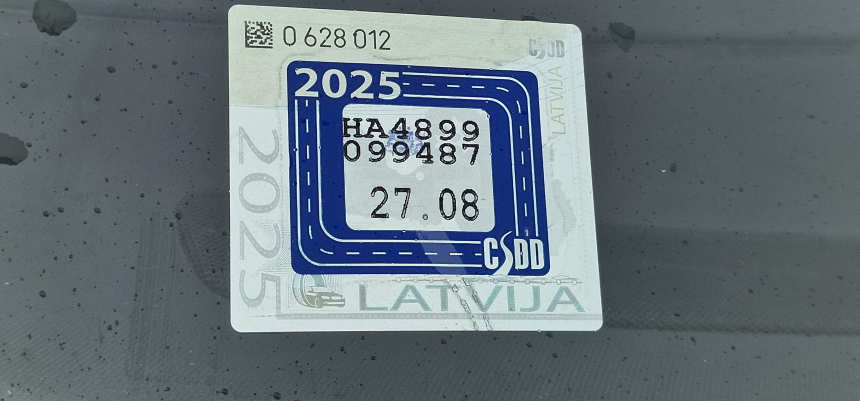 0 628 012
CSDD
LATVIJA
2025
HA4899
099487
27.08
2025
CSDD
LATVIJA